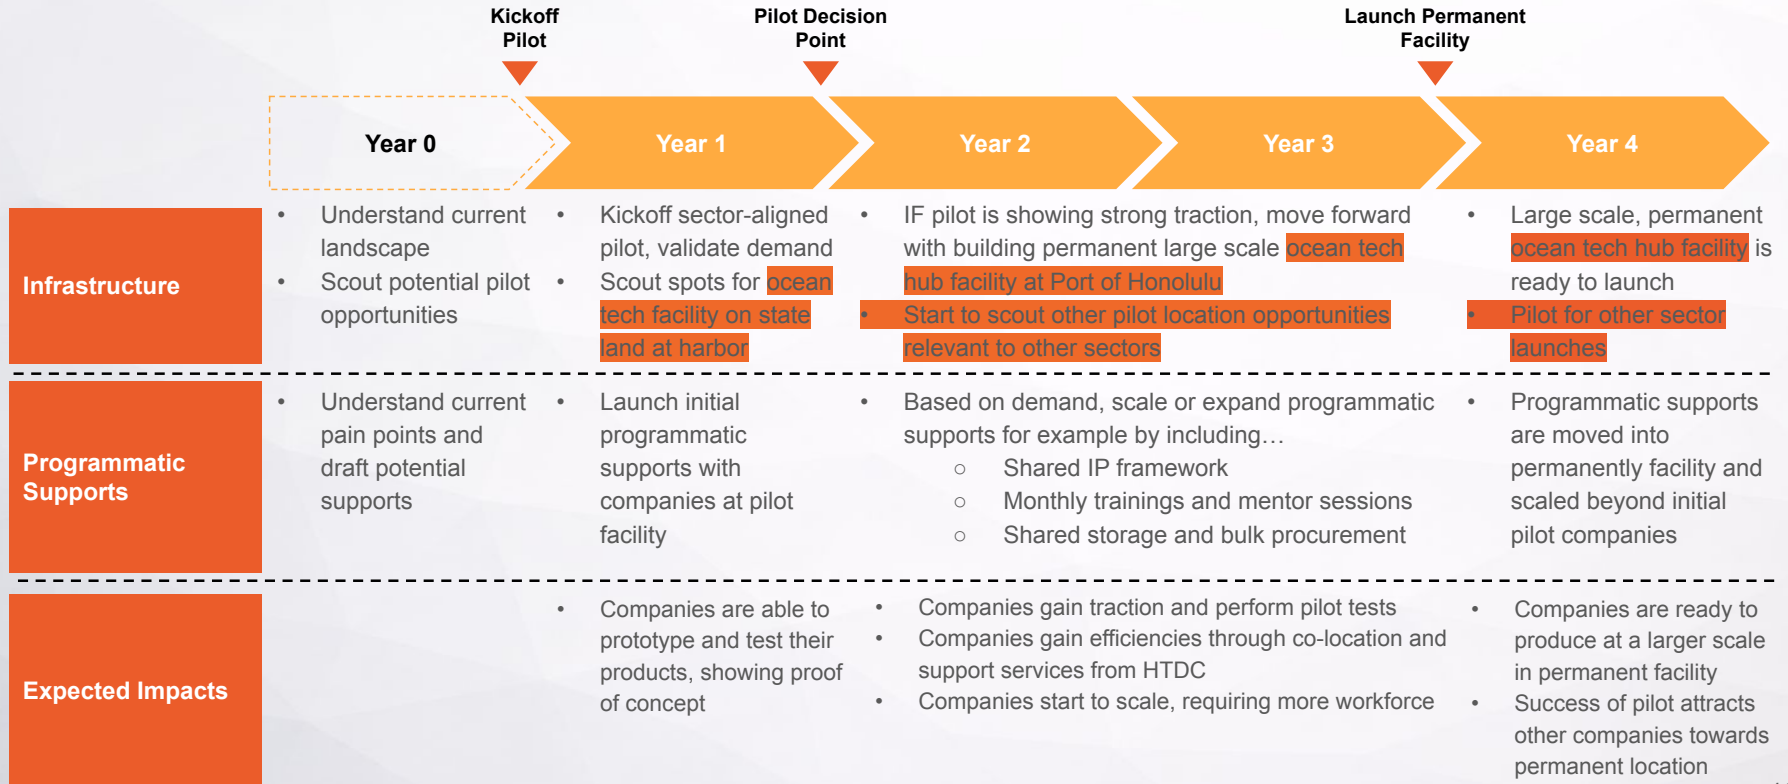 Kickoff
Pilot
Pilot Decision
Point
Launch Permanent
Facility
Year 0
Year 1
Year 2
Year 3
Year 4
Infrastructure
• Understand current
landscape
• Scout potential pilot
opportunities
• Kickoff sector-aligned
pilot, validate demand
• Scout spots for ocean
tech facility on state
land at harbor
• IF pilot is showing strong traction, move forward
with building permanent large scale ocean tech
hub facility at Port of Honolulu
• Start to scout other pilot location opportunities
relevant to other sectors
• Large scale, permanent
ocean tech hub facility is
ready to launch
• Pilot for other sector
launches
Programmatic
Supports
• Understand current
pain points and
draft potential
supports
• Launch initial
programmatic
supports with
companies at pilot
facility
• Based on demand, scale or expand programmatic
supports for example by including…
○ Shared IP framework
○ Monthly trainings and mentor sessions
○ Shared storage and bulk procurement
• Programmatic supports
are moved into
permanently facility and
scaled beyond initial
pilot companies
Expected Impacts
• Companies are able to
prototype and test their
products, showing proof
of concept
• Companies gain traction and perform pilot tests
• Companies gain efficiencies through co-location and
support services from HTDC
• Companies start to scale, requiring more workforce
• Companies are ready to
produce at a larger scale
in permanent facility
• Success of pilot attracts
other companies towards
permanent location